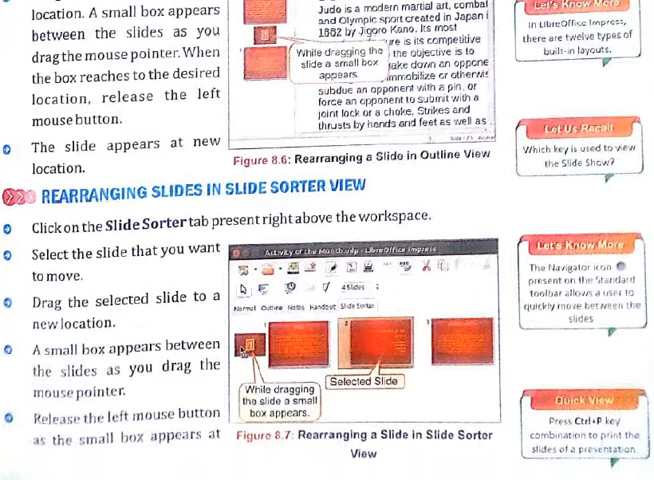 location. A small box appears
between the slides as you
drag the mouse pointer. When
the box reaches to the desired
location, release the left
mouse button.
The slide appears at new
location.
Judo is a modern martial art, combat
and Olympic sport created in Japan i
1882 by Jigoro Kano. Its most
re is its competitive
the objective is to
ake down an oppone
immobilize or otherwis
subdue an opponent with a pin, or
force an opponent to submit with a
joint lock or a choke. Strikes and
thrusts by hands and feet as well as
While dragging the
slide a small box
appears.
Figure 8.6: Rearranging a Slide in Outline View
Let's Know More
In LibreOffice Impress,
there are twelve types of
built-in layouts.
Let Us Recall
Which key is used to view
the Slide Show?
REARRANGING SLIDES IN SLIDE SORTER VIEW
Click on the Slide Sorter tab present right above the workspace.
Select the slide that you want
to move.
Drag the selected slide to a
new location.
A small box appears between
the slides as you drag the
mouse pointer.
Release the left mouse button
as the small box appears at
Activity of the Month.odp - LibreOffice Impress
4 Slides
Normal Outline Notes Handout Slide Sorter
1 2 3
While dragging
the slide a small
box appears.
Selected Slide
Figure 8.7: Rearranging a Slide in Slide Sorter
View
Let's Know More
The Navigator icon
present on the Standard
toolbar allows a user to
quickly move between the
slides
Quick View
Press Ctrl+P key
combination to print the
slides of a presentation.